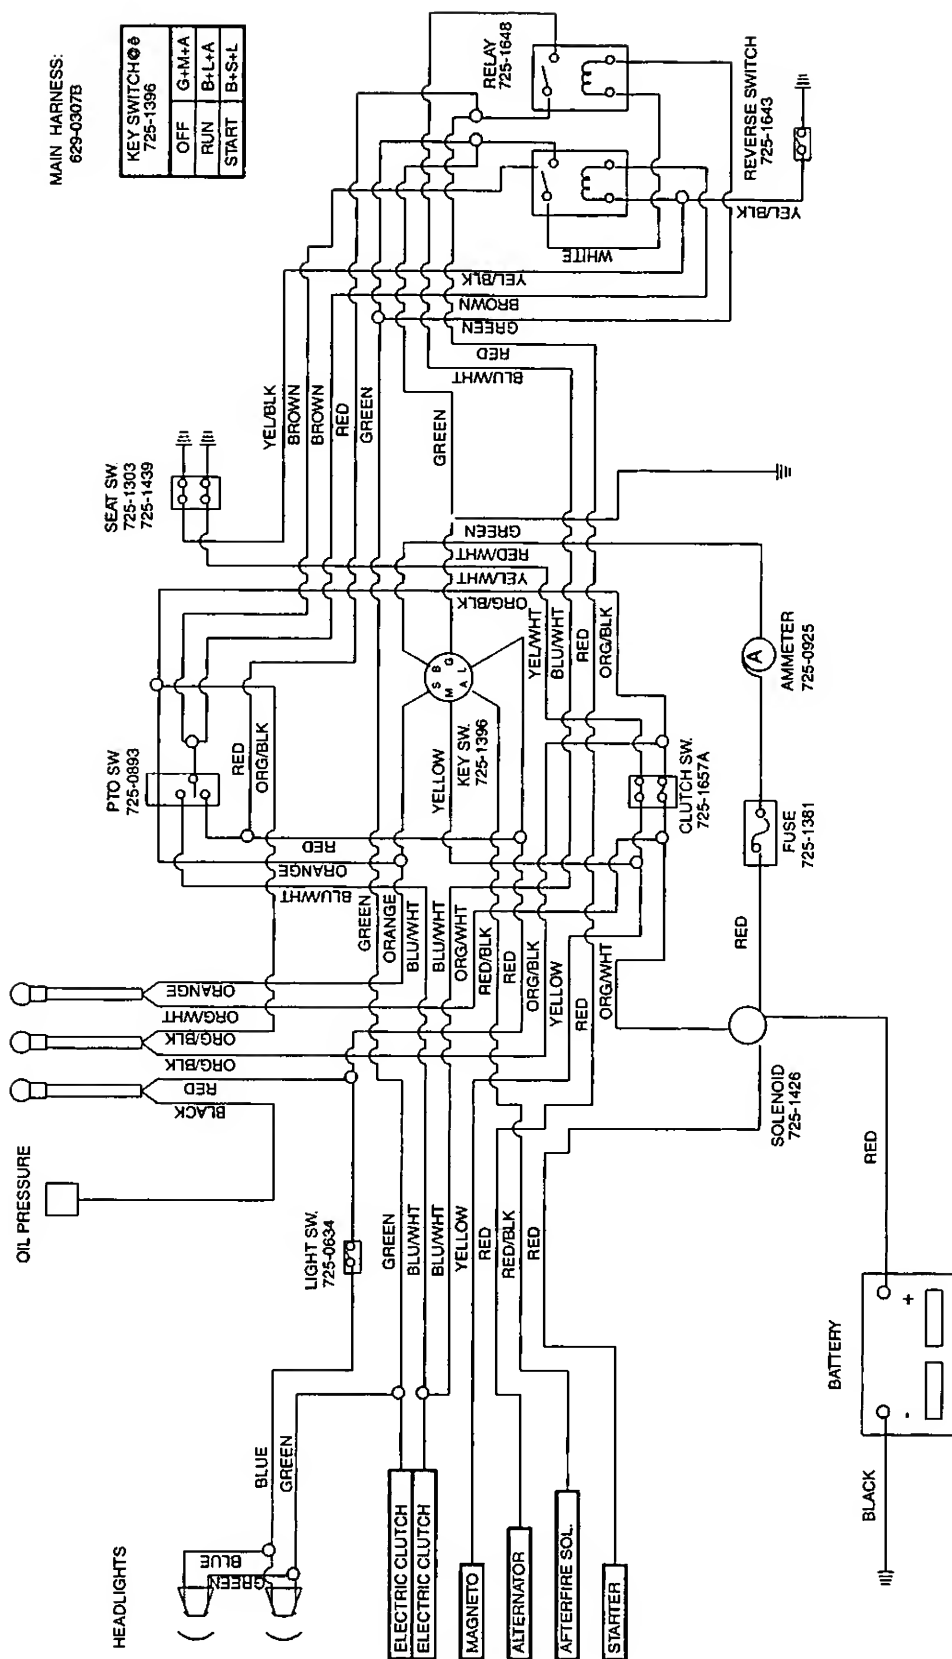 MAIN HARNESS:
629-0307B
KEY SWITCH
725-1396
OFF G+M+A
RUN B+L+A
START B+S+L
RELAY
725-1648
REVERSE SWITCH
725-1643
YEL/BLK
WHITE
YEL/BLK
BROWN
GREEN
RED
BLU/WHT
SEAT SW.
725-1303
725-1439
YEL/BLK
BROWN
BROWN
RED
GREEN
GREEN
GREEN
RED/WHT
YEL/WHT
ORG/BLK
PTO SW.
725-0893
RED
ORG/BLK
S B
M G
A L
YELLOW
KEY SW.
725-1396
YEL/WHT
BLU/WHT
RED
ORG/BLK
CLUTCH SW.
725-1657A
A
AMMETER
725-0925
FUSE
725-1381
RED
ORANGE
BLU/WHT
GREEN
ORANGE
BLU/WHT
BLU/WHT
ORG/WHT
RED/BLK
RED
ORG/BLK
YELLOW
RED
ORG/WHT
RED
ORANGE
ORG/WHT
ORG/BLK
ORG/BLK
RED
BLACK
OIL PRESSURE
SOLENOID
725-1426
LIGHT SW.
725-0634
GREEN
BLU/WHT
BLU/WHT
YELLOW
RED
RED/BLK
RED
RED
BATTERY
+
-
BLACK
HEADLIGHTS
BLUE
GREEN
BLUE
GREEN
ELECTRIC CLUTCH
ELECTRIC CLUTCH
MAGNETO
ALTERNATOR
AFTERFIRE SOL.
STARTER